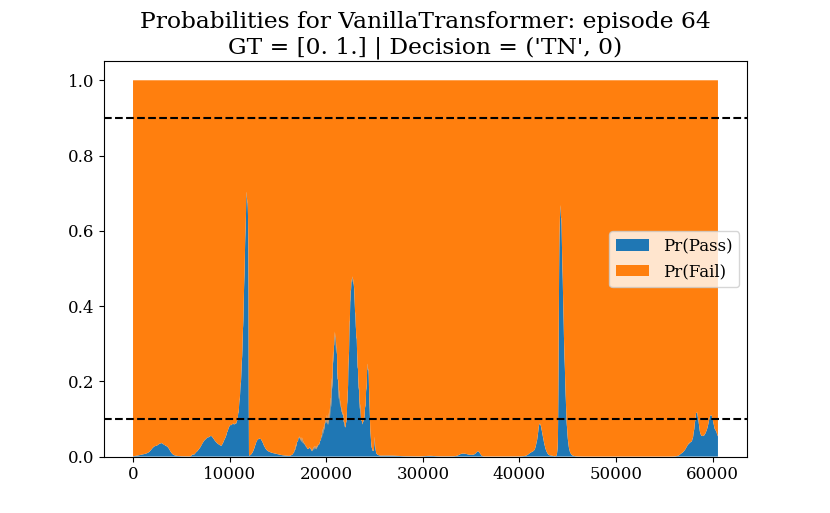 Probabilities for VanillaTransformer: episode 64
GT = [0. 1.] | Decision = ('TN', 0)
1.0
0.8
0.6
0.4
0.2
0.0
Pr(Pass)
Pr(Fail)
0 10000 20000 30000 40000 50000 60000